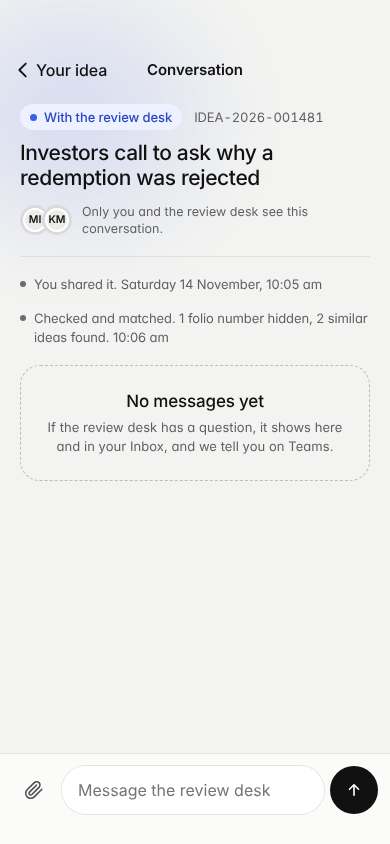 Your idea
Conversation
With the review desk
IDEA-2026-001481
Investors call to ask why a
redemption was rejected
MI
KM
Only you and the review desk see this
conversation.
You shared it. Saturday 14 November, 10:05 am
Checked and matched. 1 folio number hidden, 2 similar
ideas found. 10:06 am
No messages yet
If the review desk has a question, it shows here
and in your Inbox, and we tell you on Teams.
Message the review desk